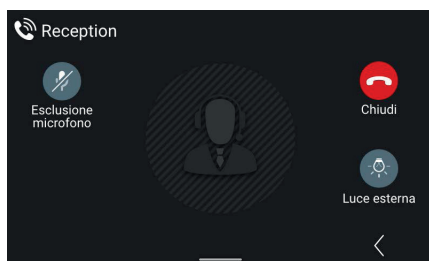 Reception
Esclusione
microfono
Chiudi
Luce esterna